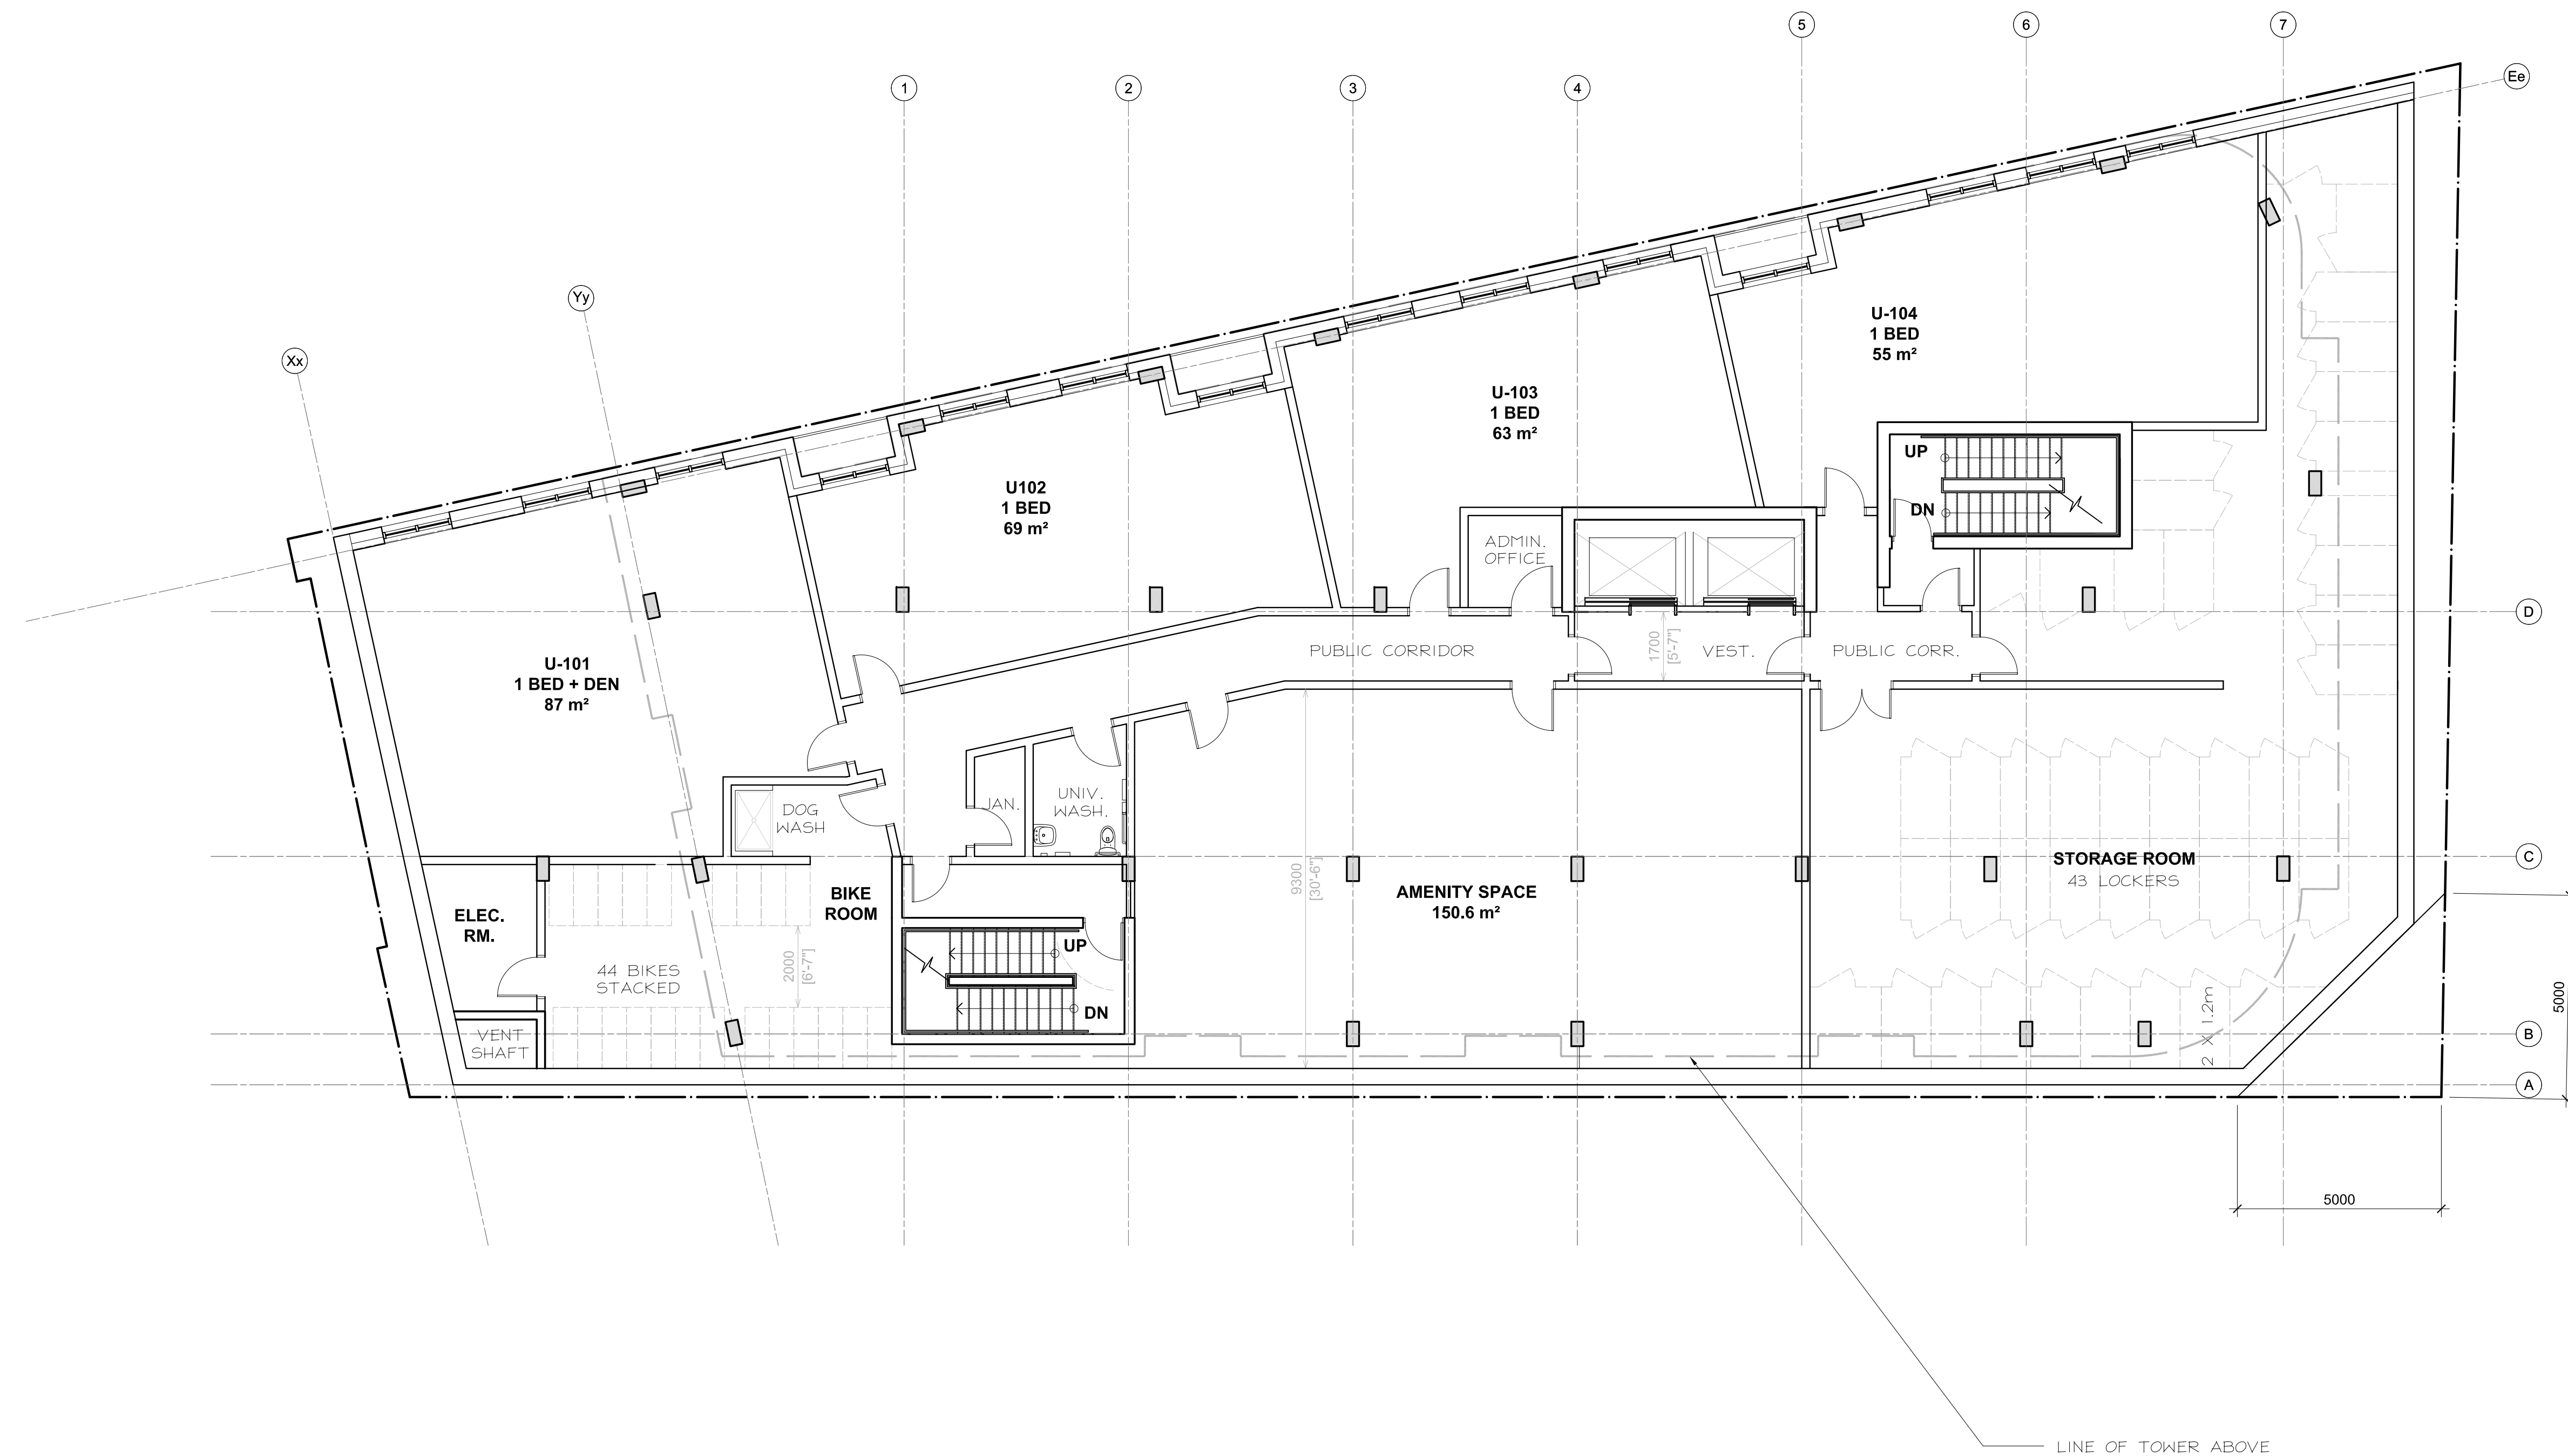 5
6
7
Ee
1
2
3
4
Yy
Xx
U-104
1 BED
55 m²
U-103
1 BED
63 m²
U102
1 BED
69 m²
UP
DN
ADMIN.
OFFICE
D
U-101
1 BED + DEN
87 m²
PUBLIC CORRIDOR
1700
[5'-7"]
VEST.
PUBLIC CORR.
DOG
WASH
JAN.
UNIV.
WASH.
9300
[30'-6"]
AMENITY SPACE
150.6 m²
STORAGE ROOM
43 LOCKERS
C
ELEC.
RM.
BIKE
ROOM
44 BIKES
STACKED
2000
[6'-7"]
UP
DN
VENT
SHAFT
2 X 1.2m
B
A
5000
5000
LINE OF TOWER ABOVE